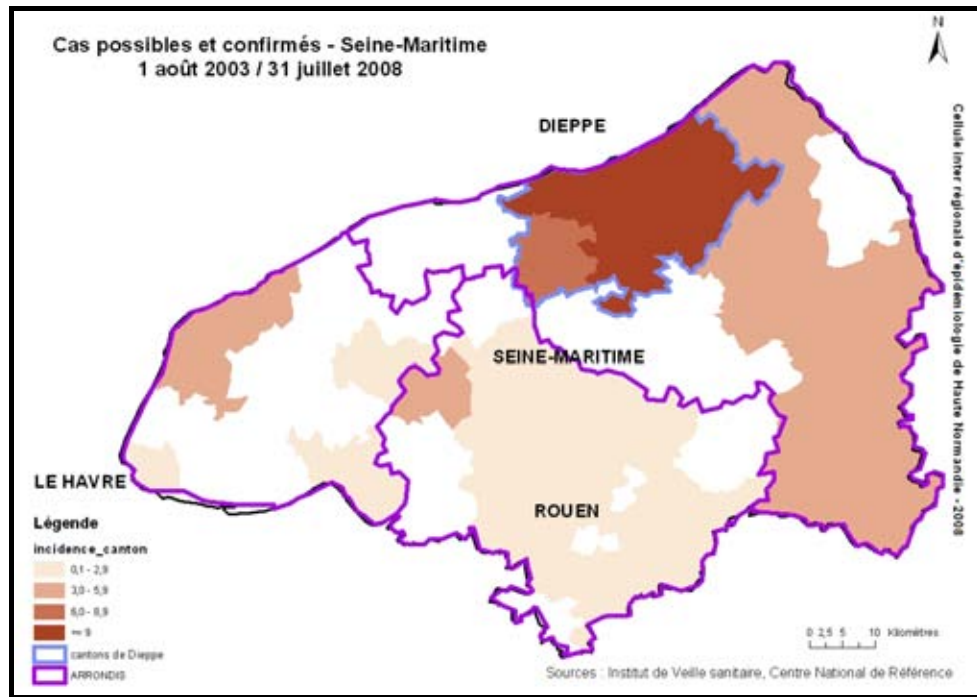 Cas possibles et confirmés - Seine-Maritime
1 août 2003 / 31 juillet 2008
N
DIEPPE
SEINE-MARITIME
LE HAVRE
ROUEN
Légende
incidence_canton
0,1 - 2,9
3,0 - 5,9
6,0 - 8,9
>= 9
cantons de Dieppe
ARRONDIS
0 2,5 5 10 Kilomètres
Sources : Institut de Veille sanitaire, Centre National de Référence
Cellule inter régionale d'épidémiologie de Haute Normandie - 2008